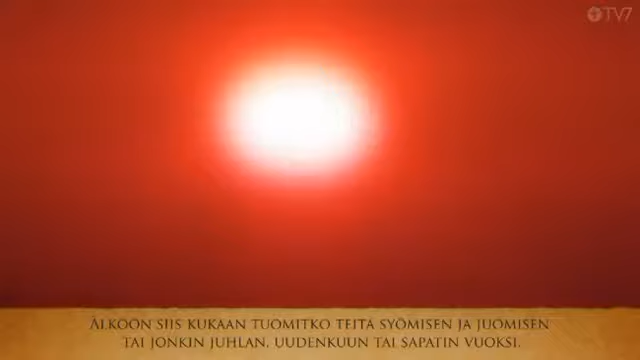 TV7
ÄLKÖÖN SIIS KUKAAN TUOMITKO TEITÄ SYÖMISEN JA JUOMISEN
TAI JONKIN JUHLAN, UUDENKUUN TAI SAPATIN VUOKSI.